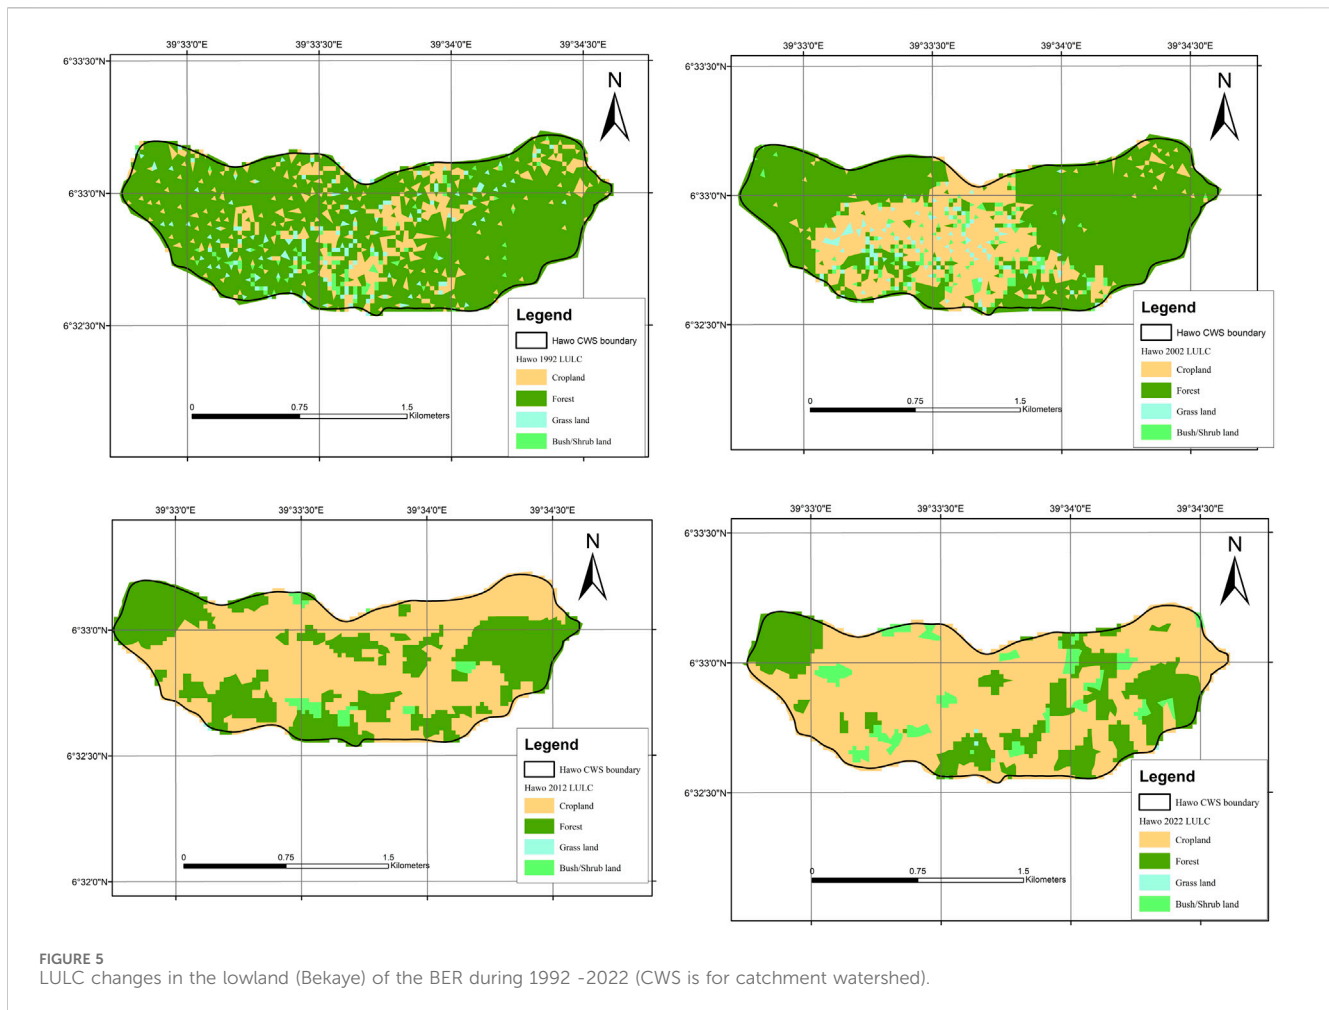 39°33'0"E 39°33'30"E 39°34'0"E 39°34'30"E
6°33'30"N
6°33'0"N
6°32'30"N
N
Legend
Hawo CWS boundary
Hawo 1992 LULC
Cropland
Forest
Grass land
Bush/Shrub land
0 0.75 1.5
Kilometers
39°33'0"E 39°33'30"E 39°34'0"E 39°34'30"E
6°33'30"N
6°33'0"N
6°32'30"N
N
Legend
Hawo CWS boundary
Hawo 2002 LULC
Cropland
Forest
Grass land
Bush/Shrub land
0 0.75 1.5
Kilometers
39°33'0"E 39°33'30"E 39°34'0"E 39°34'30"E
6°33'0"N
6°32'30"N
6°32'0"N
N
Legend
Hawo CWS boundary
Hawo 2012 LULC
Cropland
Forest
Grass land
Bush/Shrub land
0 0.75 1.5
Kilometers
39°33'0"E 39°33'30"E 39°34'0"E 39°34'30"E
6°33'30"N
6°33'0"N
6°32'30"N
N
Legend
Hawo CWS boundary
Hawo 2022 LULC
Cropland
Forest
Grass land
Bush/Shrub land
0 0.75 1.5
Kilometers
FIGURE 5
LULC changes in the lowland (Bekaye) of the BER during 1992 -2022 (CWS is for catchment watershed).